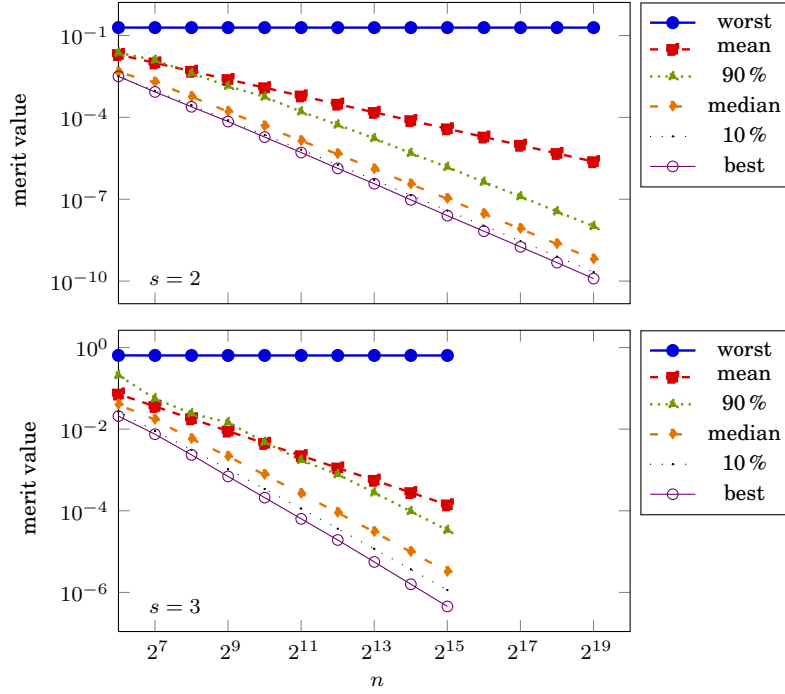 10^{-1}
10^{-4}
10^{-7}
10^{-10}
merit value
s = 2
worst
mean
90 %
median
10 %
best
10^{0}
10^{-2}
10^{-4}
10^{-6}
merit value
s = 3
2^{7} 2^{9} 2^{11} 2^{13} 2^{15} 2^{17} 2^{19}
n
worst
mean
90 %
median
10 %
best